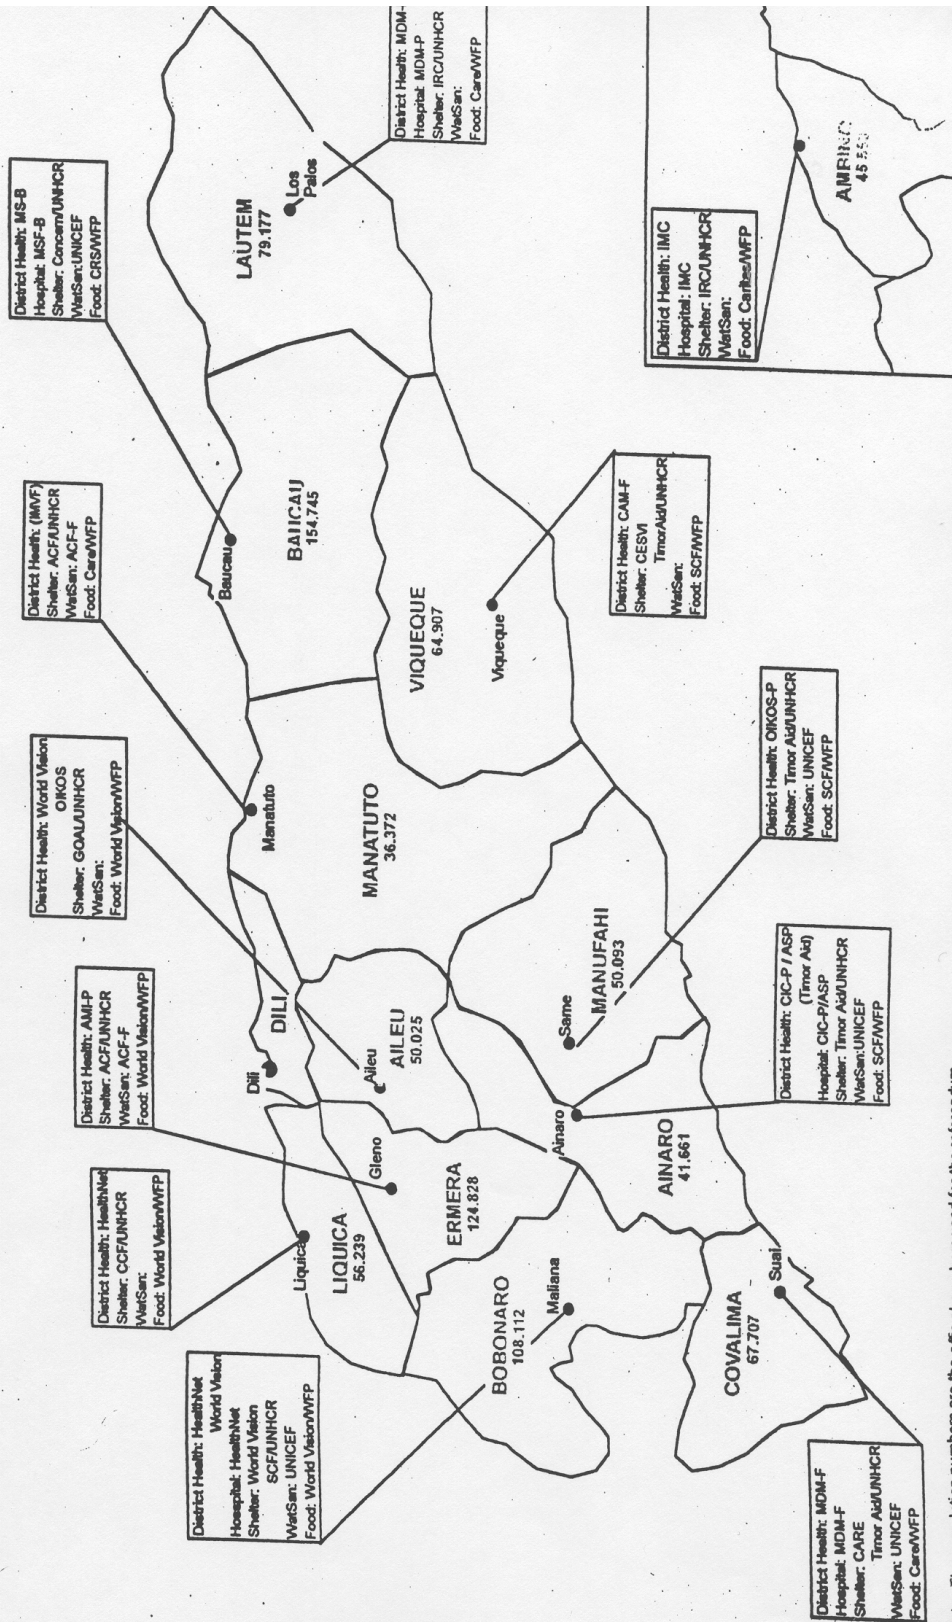 District Health: HealthNet
World Vision
Hospital: HealthNet
Shelter: World Vision
SCF/UNHCR
WatSan: UNICEF
Food: World Vision/WFP
District Health: HealthNet
Shelter: CCF/UNHCR
WatSan:
Food: World Vision/WFP
District Health: AMI-P
Shelter: ACF/UNHCR
WatSan: ACF-F
Food: World Vision/WFP
District Health: World Vision
OIKOS
Shelter: GOAL/UNHCR
WatSan:
Food: World Vision/WFP
District Health: (IMVF)
Shelter: ACF/UNHCR
WatSan: ACF-F
Food: Care/WFP
District Health: MS-B
Hospital: MSF-B
Shelter: Concern/UNHCR
WatSan:UNICEF
Food: CRS/WFP
District Health: MDM-
Hospital: MDM-P
Shelter: IRC/UNHCR
WatSan:
Food: Care/WFP
Liquica
LIQUICA
56.239
Gleno
ERMERA
124.828
Dili
DILI
Aileu
AILEU
50.025
Manatuto
MANATUTO
36.372
Baucau
BAUCAU
154.745
LAUTEM
79.177
Los
Palos
BOBONARO
108.112
Maliana
COVALIMA
67.707
Suai
Ainaro
AINARO
41.661
Same
MANUFAHI
50.093
VIQUEQUE
64.907
Viqueque
District Health: MDM-F
Hospital: MDM-F
Shelter: CARE
Timor Aid/UNHCR
WatSan: UNICEF
Food: Care/WFP
District Health: CIC-P / ASP
(Timor Aid)
Hospital: CIC-P/ASP
Shelter: Timor Aid/UNHCR
WatSan:UNICEF
Food: SCF/WFP
District Health: OIKOS-P
Shelter: Timor Aid/UNHCR
WatSan: UNICEF
Food: SCF/WFP
District Health: CAM-F
Shelter: CESVI
TimorAid/UNHCR
WatSan:
Food: SCF/WFP
District Health: IMC
Hospital: IMC
Shelter: IRC/UNHCR
WatSan:
Food: Caritas/WFP
AMBINO